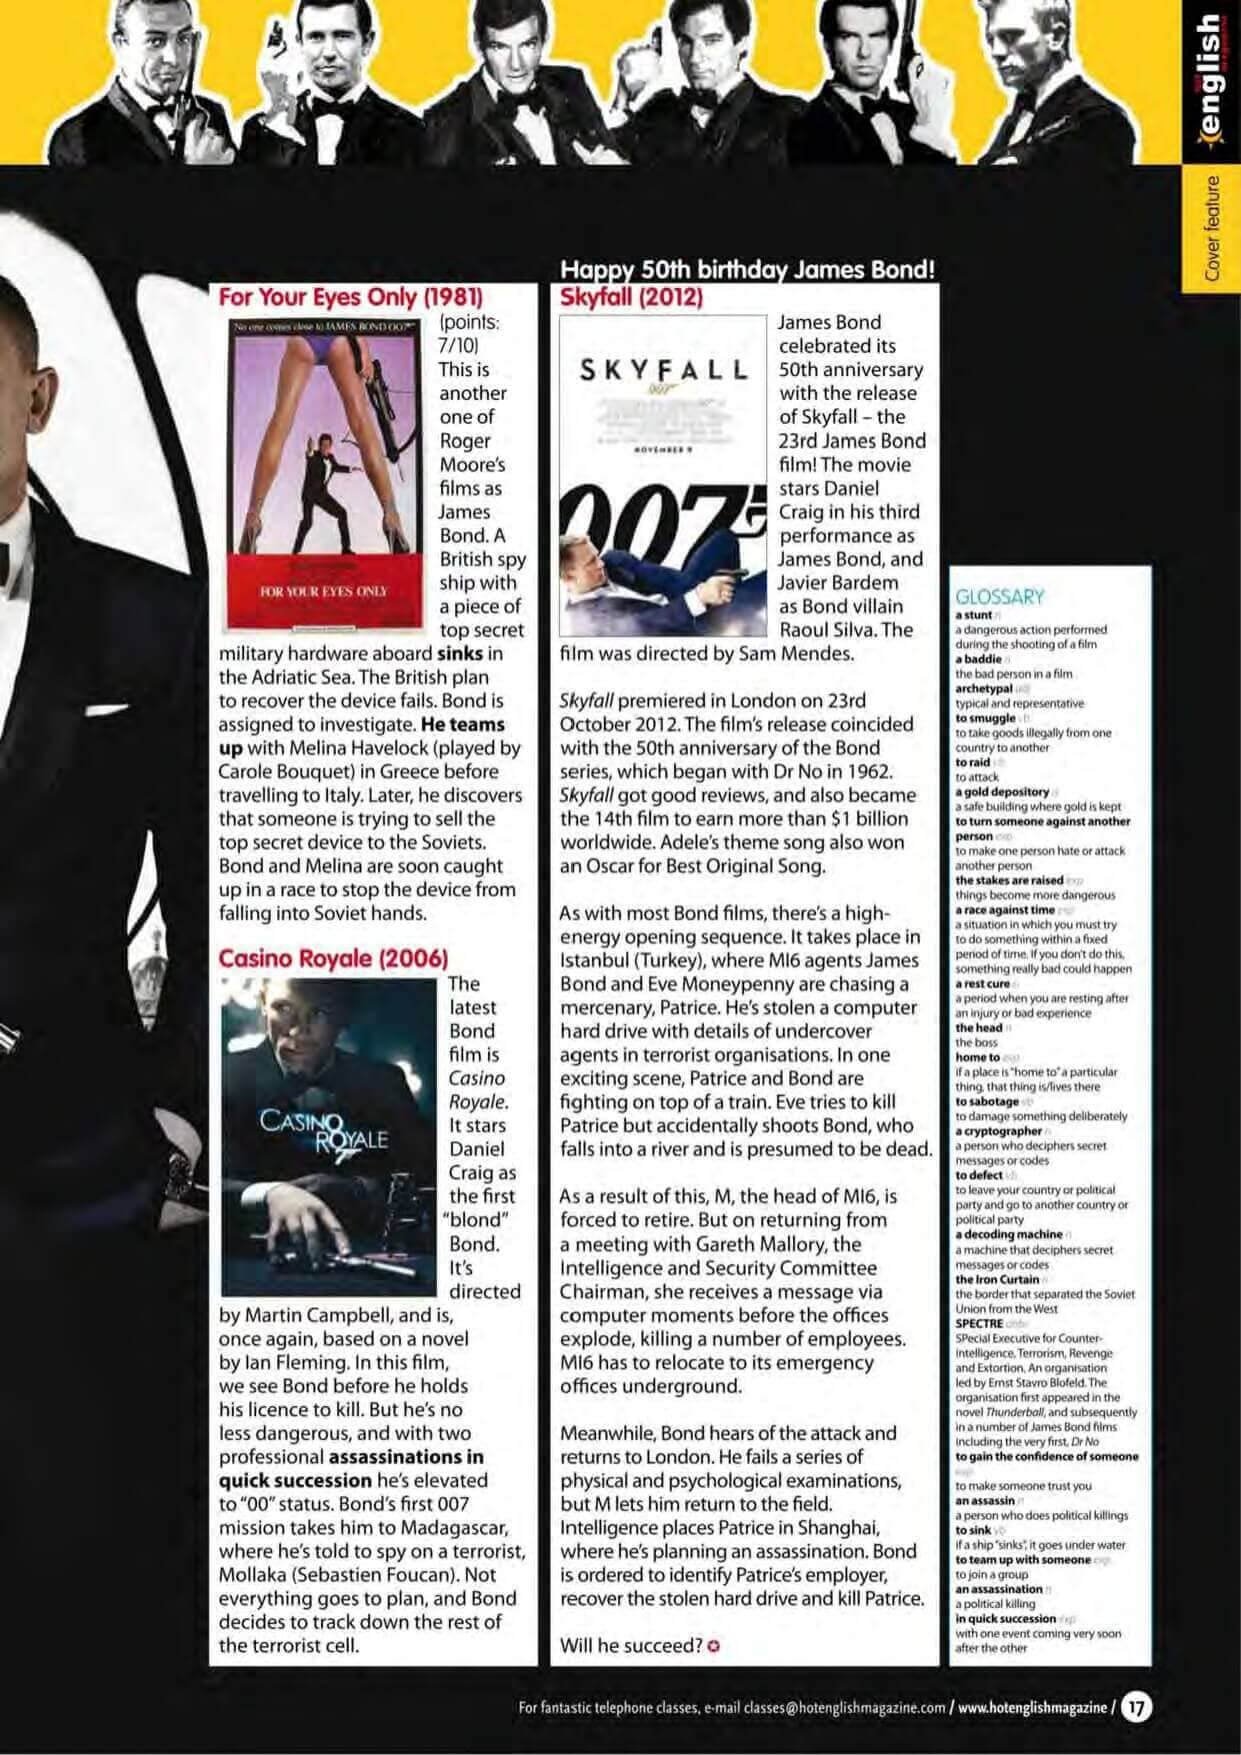 hot
english
magazine
Cover feature
For Your Eyes Only (1981)
No one comes close to JAMES BOND 007
FOR YOUR EYES ONLY
(points:
7/10)
This is
another
one of
Roger
Moore's
films as
James
Bond. A
British spy
ship with
a piece of
top secret
military hardware aboard sinks in
the Adriatic Sea. The British plan
to recover the device fails. Bond is
assigned to investigate. He teams
up with Melina Havelock (played by
Carole Bouquet) in Greece before
travelling to Italy. Later, he discovers
that someone is trying to sell the
top secret device to the Soviets.
Bond and Melina are soon caught
up in a race to stop the device from
falling into Soviet hands.
Casino Royale (2006)
CASINO
ROYALE
The
latest
Bond
film is
Casino
Royale.
It stars
Daniel
Craig as
the first
"blond"
Bond.
It's
directed
by Martin Campbell, and is,
once again, based on a novel
by Ian Fleming. In this film,
we see Bond before he holds
his licence to kill. But he's no
less dangerous, and with two
professional assassinations in
quick succession he's elevated
to "00" status. Bond's first 007
mission takes him to Madagascar,
where he's told to spy on a terrorist,
Mollaka (Sebastien Foucan). Not
everything goes to plan, and Bond
decides to track down the rest of
the terrorist cell.
Happy 50th birthday James Bond!
Skyfall (2012)
SKYFALL
007
NOVEMBER 9
007
James Bond
celebrated its
50th anniversary
with the release
of Skyfall – the
23rd James Bond
film! The movie
stars Daniel
Craig in his third
performance as
James Bond, and
Javier Bardem
as Bond villain
Raoul Silva. The
film was directed by Sam Mendes.
Skyfall premiered in London on 23rd
October 2012. The film's release coincided
with the 50th anniversary of the Bond
series, which began with Dr No in 1962.
Skyfall got good reviews, and also became
the 14th film to earn more than $1 billion
worldwide. Adele's theme song also won
an Oscar for Best Original Song.
As with most Bond films, there's a high-
energy opening sequence. It takes place in
Istanbul (Turkey), where MI6 agents James
Bond and Eve Moneypenny are chasing a
mercenary, Patrice. He's stolen a computer
hard drive with details of undercover
agents in terrorist organisations. In one
exciting scene, Patrice and Bond are
fighting on top of a train. Eve tries to kill
Patrice but accidentally shoots Bond, who
falls into a river and is presumed to be dead.
As a result of this, M, the head of MI6, is
forced to retire. But on returning from
a meeting with Gareth Mallory, the
Intelligence and Security Committee
Chairman, she receives a message via
computer moments before the offices
explode, killing a number of employees.
MI6 has to relocate to its emergency
offices underground.
Meanwhile, Bond hears of the attack and
returns to London. He fails a series of
physical and psychological examinations,
but M lets him return to the field.
Intelligence places Patrice in Shanghai,
where he's planning an assassination. Bond
is ordered to identify Patrice's employer,
recover the stolen hard drive and kill Patrice.
Will he succeed?
GLOSSARY
a stunt n
a dangerous action performed
during the shooting of a film
a baddie n
the bad person in a film
archetypal adj
typical and representative
to smuggle vb
to take goods illegally from one
country to another
to raid vb
to attack
a gold depository n
a safe building where gold is kept
to turn someone against another
person exp
to make one person hate or attack
another person
the stakes are raised exp
things become more dangerous
a race against time exp
a situation in which you must try
to do something within a fixed
period of time. If you don't do this,
something really bad could happen
a rest cure n
a period when you are resting after
an injury or bad experience
the head n
the boss
home to exp
if a place is "home to" a particular
thing, that thing is/lives there
to sabotage vb
to damage something deliberately
a cryptographer n
a person who deciphers secret
messages or codes
to defect vb
to leave your country or political
party and go to another country or
political party
a decoding machine n
a machine that deciphers secret
messages or codes
the Iron Curtain n
the border that separated the Soviet
Union from the West
SPECTRE abbr
SPecial Executive for Counter-
intelligence, Terrorism, Revenge
and Extortion. An organisation
led by Ernst Stavro Blofeld. The
organisation first appeared in the
novel Thunderball, and subsequently
in a number of James Bond films
including the very first, Dr No
to gain the confidence of someone
exp
to make someone trust you
an assassin n
a person who does political killings
to sink vb
if a ship "sinks", it goes under water
to team up with someone exp
to join a group
an assassination n
a political killing
in quick succession exp
with one event coming very soon
after the other
For fantastic telephone classes, e-mail classes@hotenglishmagazine.com / www.hotenglishmagazine / 17